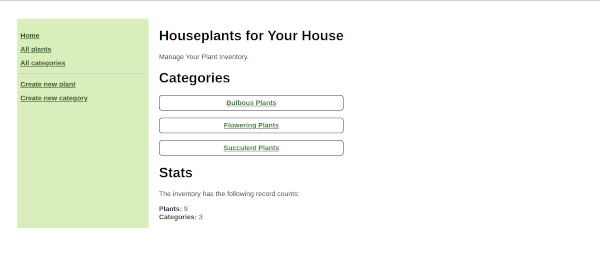 Home
All plants
All categories
Create new plant
Create new category
Houseplants for Your House
Manage Your Plant Inventory.
Categories
Bulbous Plants
Flowering Plants
Succulent Plants
Stats
The inventory has the following record counts:
Plants: 9
Categories: 3